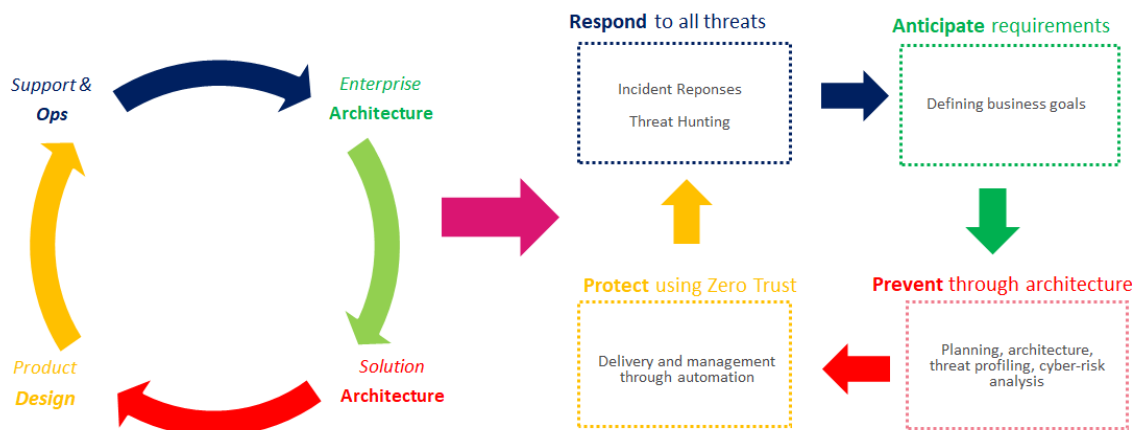 Support &
Ops
Enterprise
Architecture
Product
Design
Solution
Architecture
Respond to all threats
Incident Reponses
Threat Hunting
Anticipate requirements
Defining business goals
Protect using Zero Trust
Delivery and management
through automation
Prevent through architecture
Planning, architecture,
threat profiling, cyber-risk
analysis